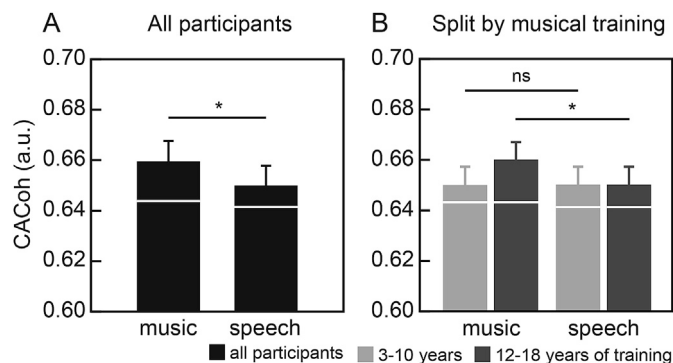 A All participants
B Split by musical training
CACoh (a.u.)
0.70
0.68
0.66
0.64
0.62
0.60
*
music speech
0.70
0.68
0.66
0.64
0.62
0.60
ns
*
music speech
all participants 3-10 years 12-18 years of training